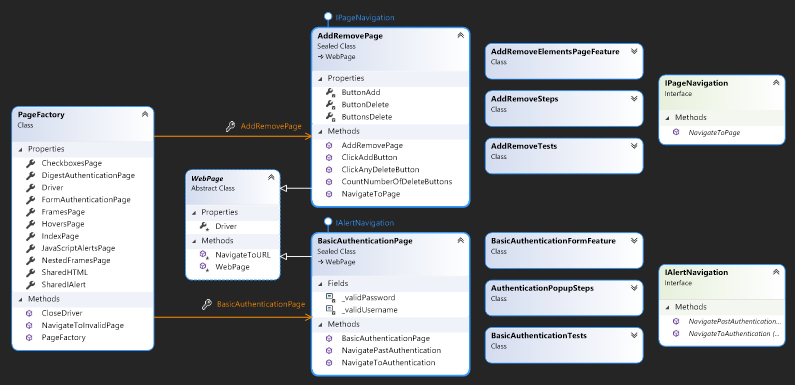 IPageNavigation
AddRemovePage
Sealed Class
→ WebPage
Properties
ButtonAdd
ButtonDelete
ButtonsDelete
Methods
AddRemovePage
ClickAddButton
ClickAnyDeleteButton
CountNumberOfDeleteButtons
NavigateToPage
AddRemoveElementsPageFeature
Class
AddRemoveSteps
Class
AddRemoveTests
Class
IPageNavigation
Interface
Methods
NavigateToPage
PageFactory
Class
Properties
CheckboxesPage
DigestAuthenticationPage
Driver
FormAuthenticationPage
FramesPage
HoversPage
IndexPage
JavaScriptAlertsPage
NestedFramesPage
SharedHTML
SharedIAlert
Methods
CloseDriver
NavigateToInvalidPage
PageFactory
AddRemovePage
WebPage
Abstract Class
Properties
Driver
Methods
NavigateToURL
WebPage
BasicAuthenticationPage
IAlertNavigation
BasicAuthenticationPage
Sealed Class
→ WebPage
Fields
_validPassword
_validUsername
Methods
BasicAuthenticationPage
NavigatePastAuthentication
NavigateToAuthentication
BasicAuthenticationFormFeature
Class
AuthenticationPopupSteps
Class
BasicAuthenticationTests
Class
IAlertNavigation
Interface
Methods
NavigatePastAuthentication...
NavigateToAuthentication (...